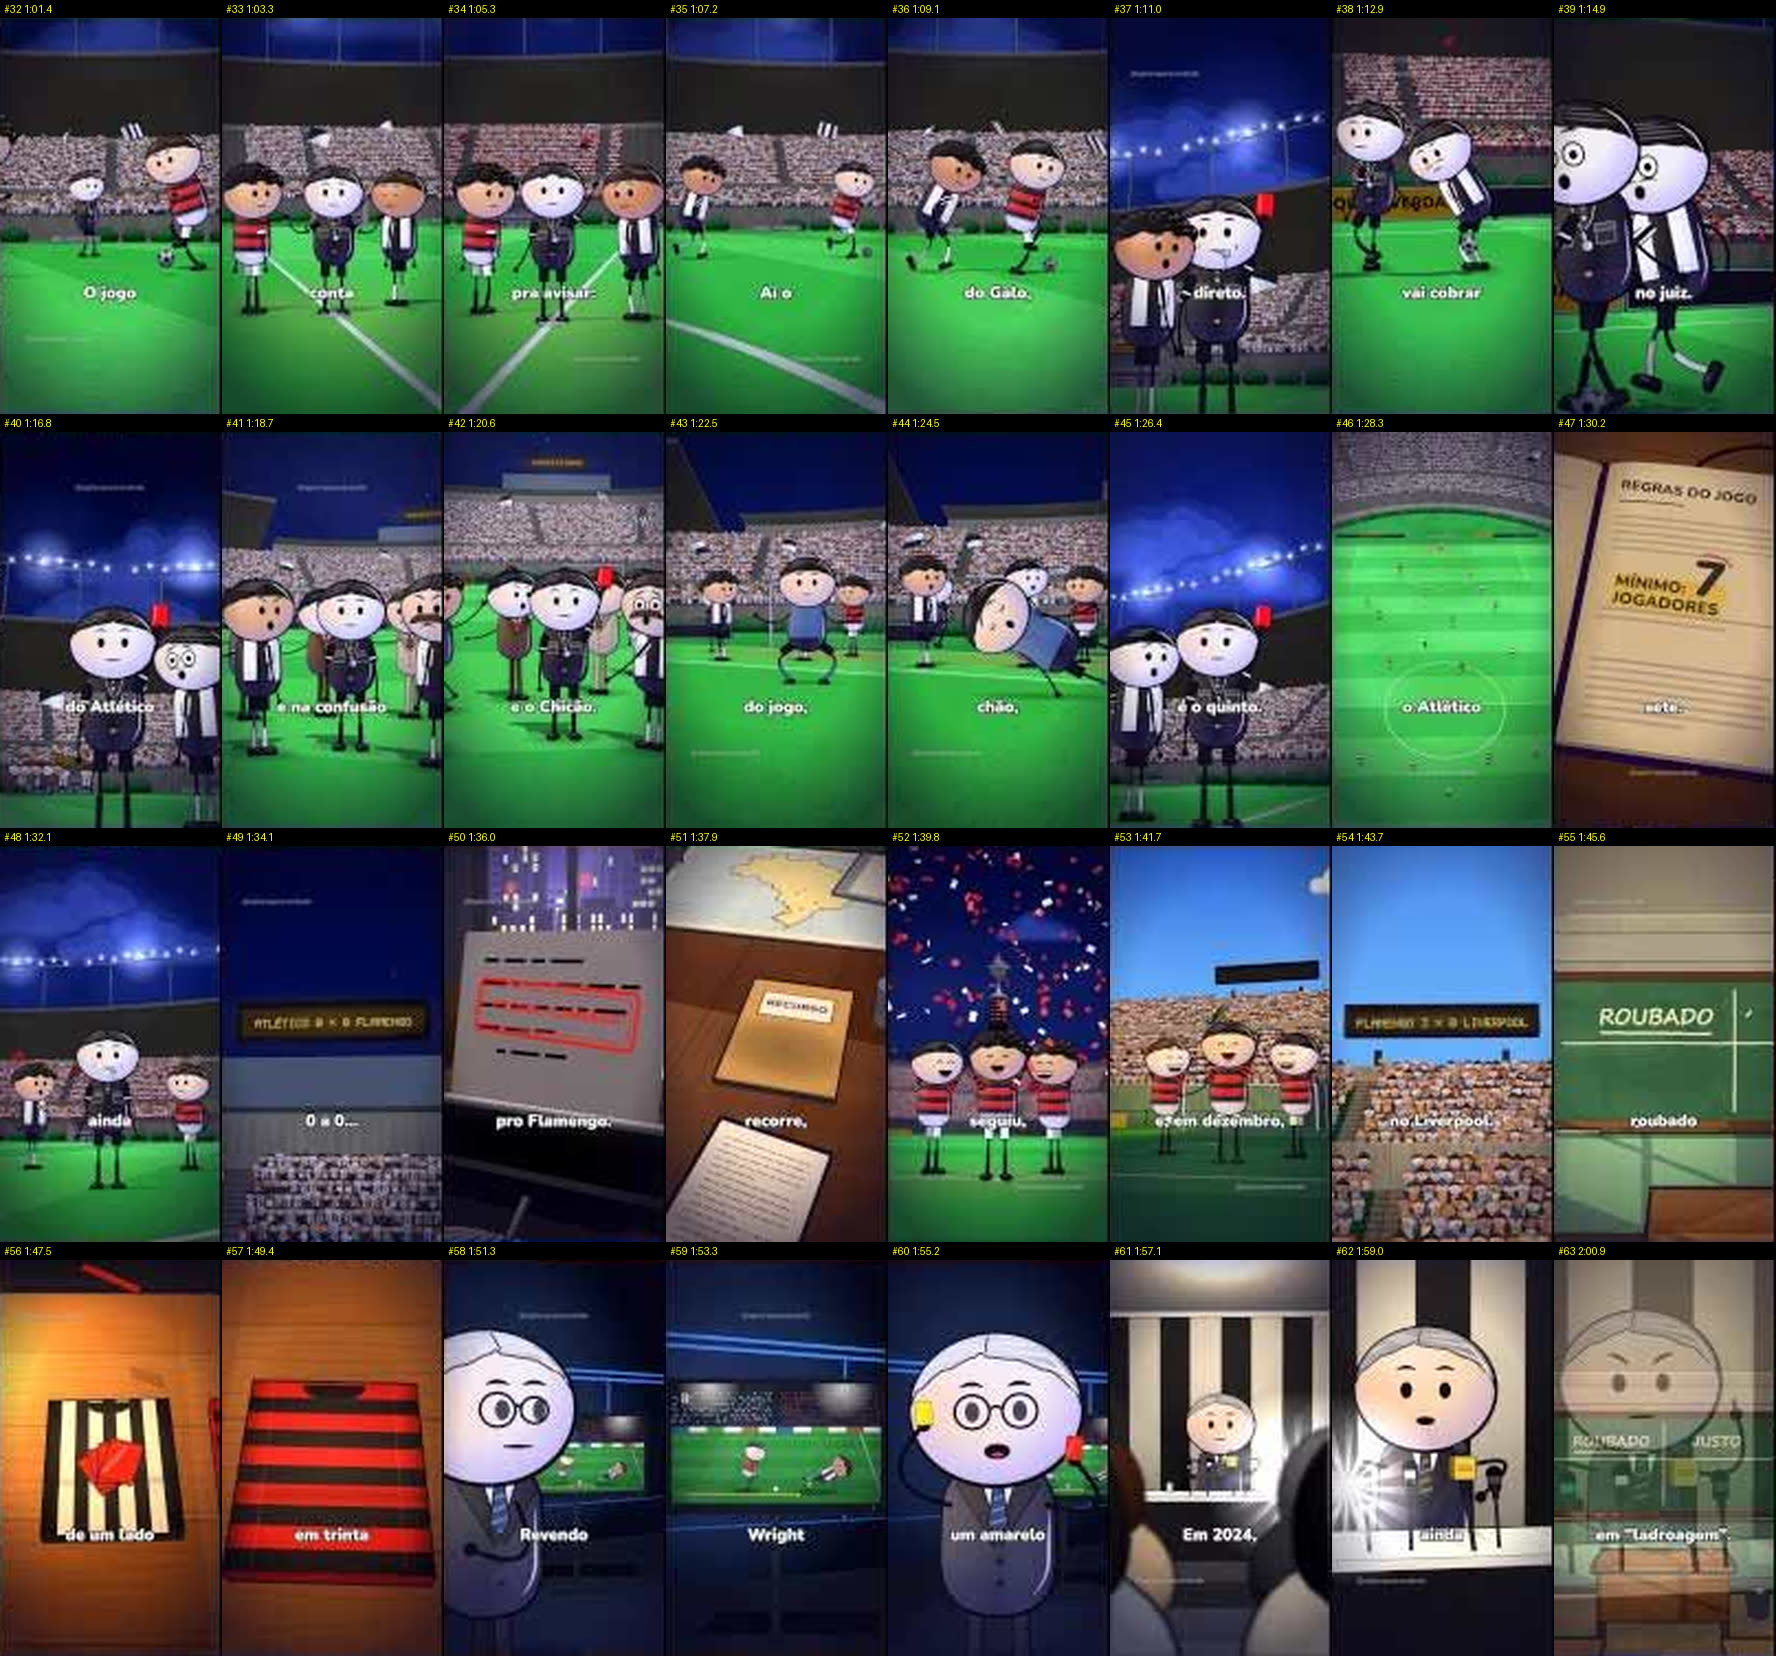 #32 1:01.4
#33 1:03.3
#34 1:05.3
#35 1:07.2
#36 1:09.1
#37 1:11.0
#38 1:12.9
#39 1:14.9
O jogo
conta
pra avisar:
Aí o
do Galo,
direto.
vai cobrar
no juiz.
#40 1:16.8
#41 1:18.7
#42 1:20.6
#43 1:22.5
#44 1:24.5
#45 1:26.4
#46 1:28.3
#47 1:30.2
REGRAS DO JOGO
MÍNIMO: 7
JOGADORES
do Atlético
e na confusão
e o Chicão.
do jogo,
chão,
é o quinto.
o Atlético
sete.
#48 1:32.1
#49 1:34.1
#50 1:36.0
#51 1:37.9
#52 1:39.8
#53 1:41.7
#54 1:43.7
#55 1:45.6
ATLÉTICO 0 × 0 FLAMENGO
RECURSO
FLAMENGO 3 × 0 LIVERPOOL
ROUBADO
ainda
0 a 0...
pro Flamengo.
recorre,
seguiu,
e, em dezembro,
no Liverpool.
roubado
#56 1:47.5
#57 1:49.4
#58 1:51.3
#59 1:53.3
#60 1:55.2
#61 1:57.1
#62 1:59.0
#63 2:00.9
ROUBADO
JUSTO
de um lado
em trinta
Revendo
Wright
um amarelo
Em 2024,
ainda
em "ladroagem".